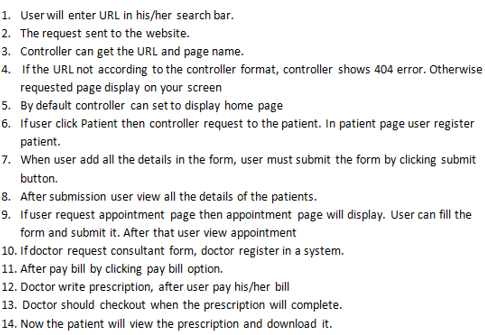 1. User will enter URL in his/her search bar.
2. The request sent to the website.
3. Controller can get the URL and page name.
4. If the URL not according to the controller format, controller shows 404 error. Otherwise
requested page display on your screen
5. By default controller can set to display home page
6. If user click Patient then controller request to the patient. In patient page user register
patient.
7. When user add all the details in the form, user must submit the form by clicking submit
button.
8. After submission user view all the details of the patients.
9. If user request appointment page then appointment page will display. User can fill the
form and submit it. After that user view appointment
10. If doctor request consultant form, doctor register in a system.
11. After pay bill by clicking pay bill option.
12. Doctor write prescription, after user pay his/her bill
13. Doctor should checkout when the prescription will complete.
14. Now the patient will view the prescription and download it.